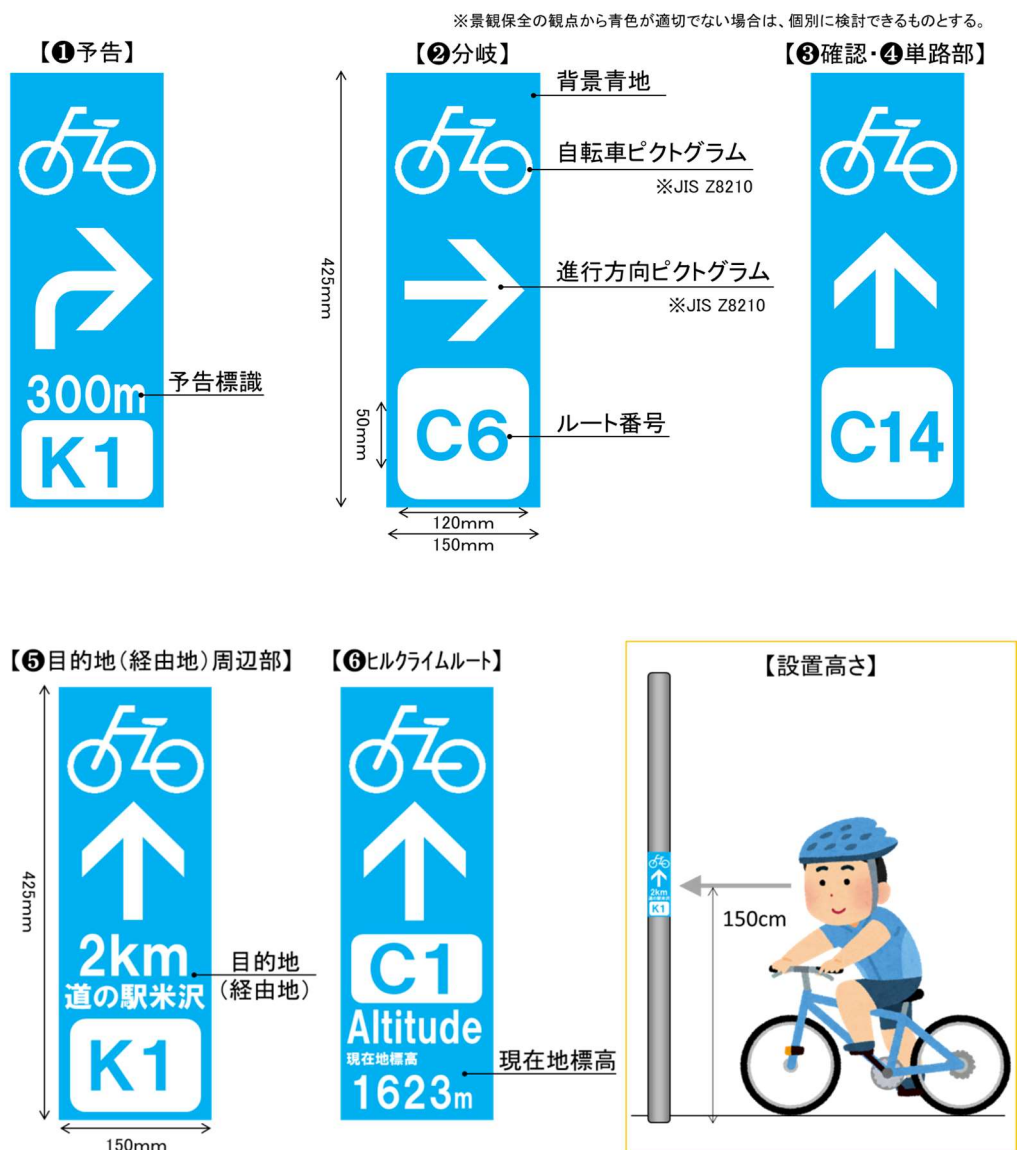 ※景観保全の観点から青色が適切でない場合は、個別に検討できるものとする。
【❶予告】
300m
K1
予告標識
【❷分岐】
425mm
背景青地
自転車ピクトグラム
※JIS Z8210
進行方向ピクトグラム
※JIS Z8210
50mm
C6
ルート番号
120mm
150mm
【❸確認・❹単路部】
C14
【❺目的地(経由地)周辺部】
425mm
2km
道の駅米沢
K1
目的地
(経由地)
150mm
【❻ヒルクライムルート】
C1
Altitude
現在地標高
1623m
現在地標高
【設置高さ】
2km
道の駅米沢
K1
150cm